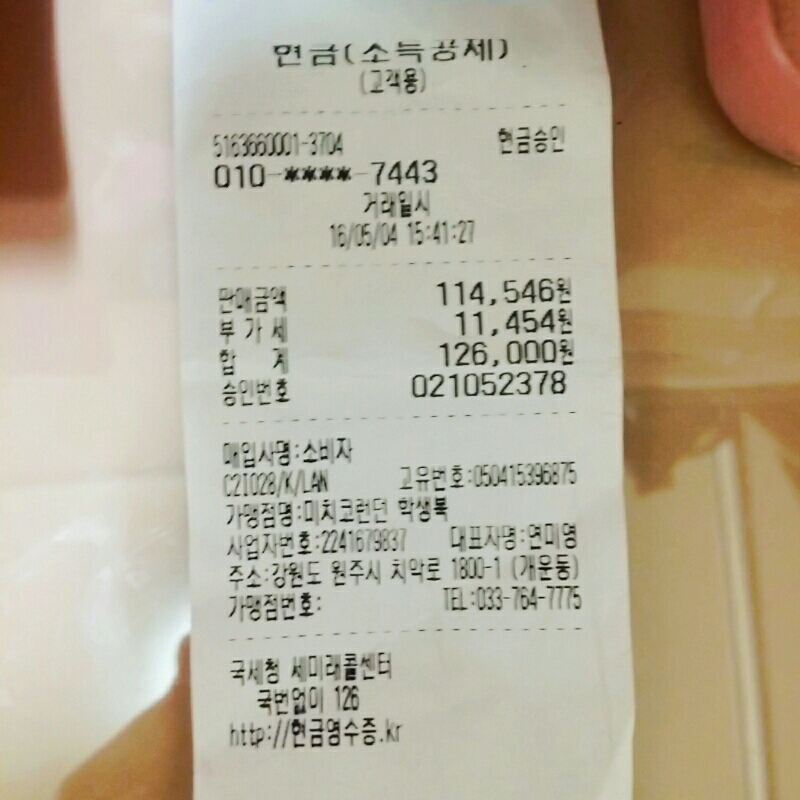 현금(소득공제)
(고객용)
5163660001-3704 현금승인
010-****-7443
거래일시
16/05/04 15:41:27
판매금액 114,546원
부 가 세 11,454원
합 계 126,000원
승인번호 021052378
매입사명:소비자
C2I028/K/LAN 고유번호:050415396875
가맹점명:미치코런던 학생복
사업자번호:2241679837 대표자명:연미영
주소:강원도 원주시 치악로 1800-1 (개운동)
가맹점번호: TEL:033-764-7775
국세청 세미래콜센터
국번없이 126
http://현금영수증.kr